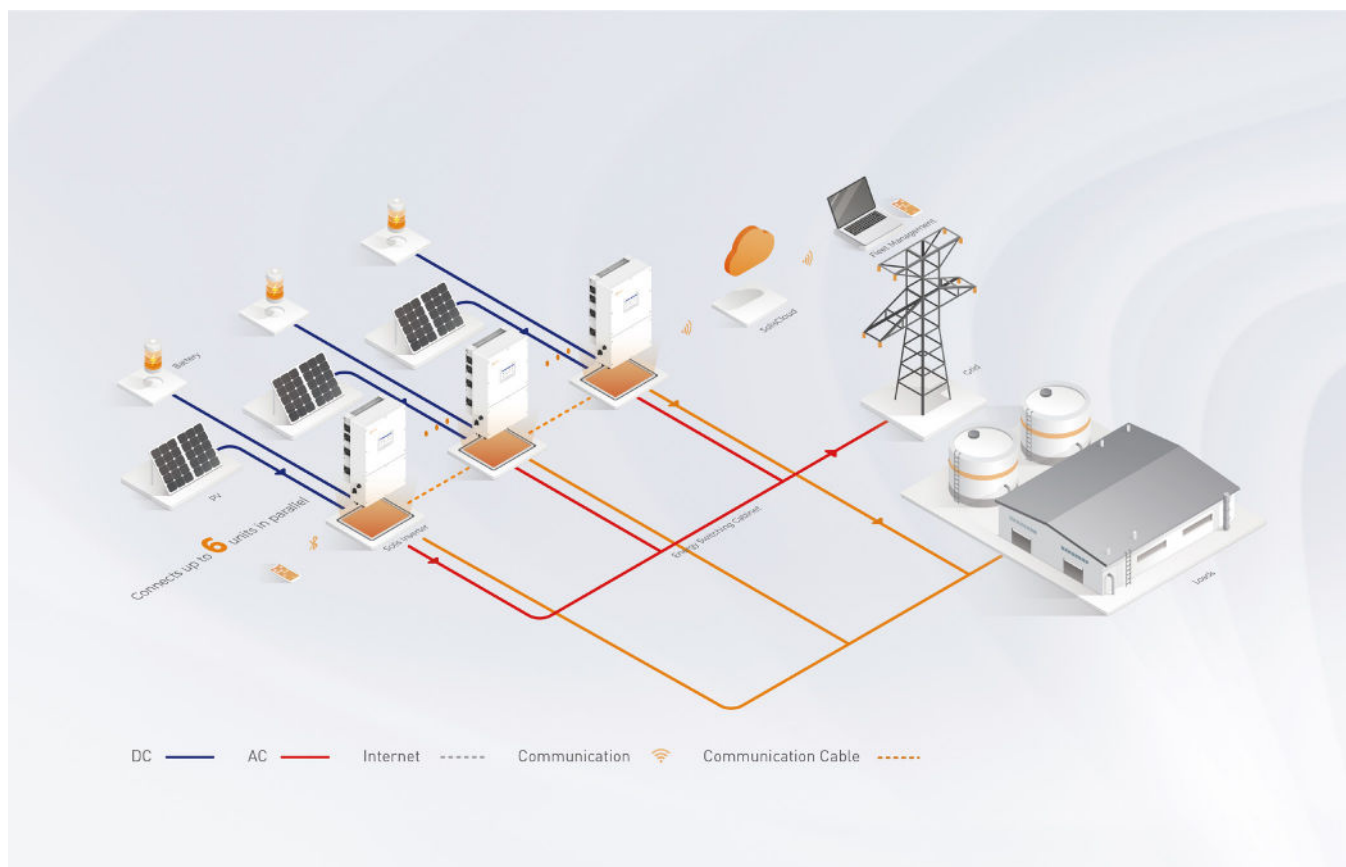 Fleet Management
SolisCloud
Battery
Grid
PV
Connects up to 6 units in parallel
Solis Inverter
Energy Switching Cabinet
Loads
DC
AC
Internet
Communication
Communication Cable